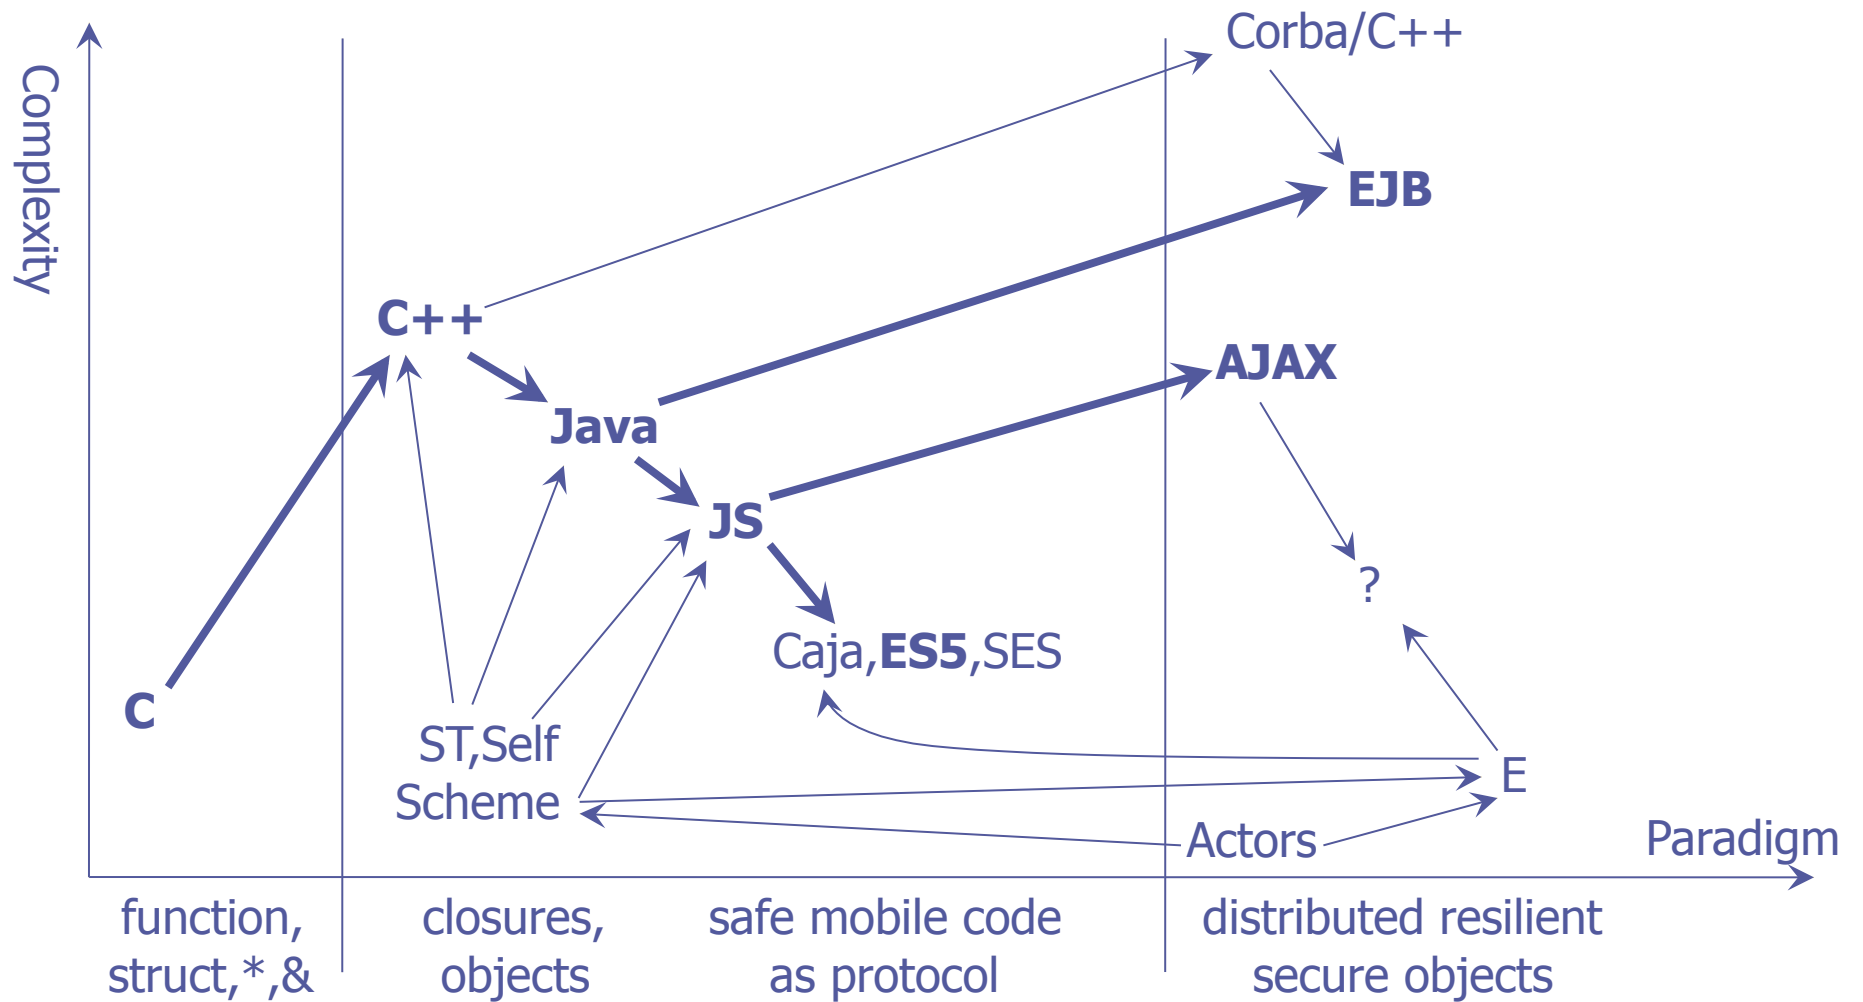 Corba/C++
Complexity
EJB
C++
AJAX
Java
JS
?
Caja,ES5,SES
C
ST,Self
Scheme
E
Actors
Paradigm
function,
struct,*,&
closures,
objects
safe mobile code
as protocol
distributed resilient
secure objects